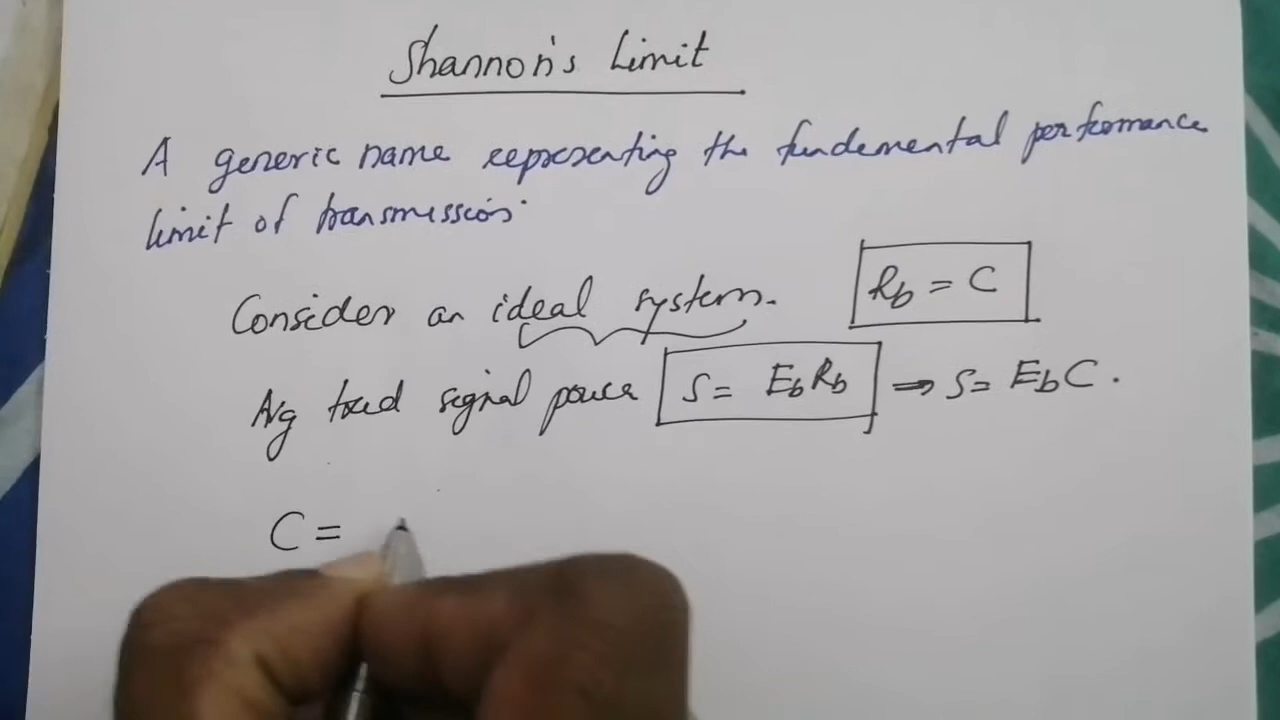 Shannon's Limit
A generic name representing the fundemental performance
limit of transmission.
Consider an ideal system. Rb = C
Avg signal power S = EbRb ⇒ S= EbC.
C =